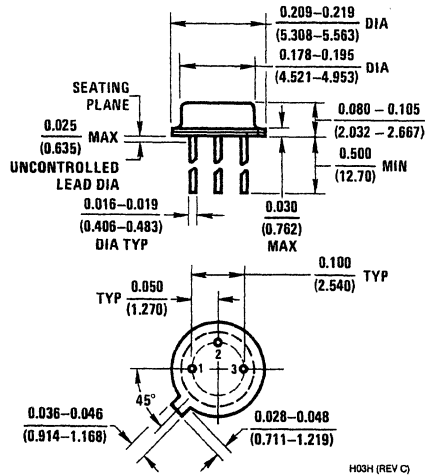 0.209–0.219 DIA
(5.308–5.563)
0.178–0.195 DIA
(4.521–4.953)
SEATING
PLANE
0.080 – 0.105
(2.032 – 2.667)
0.025 MAX
(0.635)
0.500 MIN
(12.70)
UNCONTROLLED
LEAD DIA
0.016–0.019
(0.406–0.483)
DIA TYP
0.030
(0.762)
MAX
0.100 TYP
(2.540)
TYP 0.050
(1.270)
2
1
3
45°
0.036–0.046
(0.914–1.168)
0.028–0.048
(0.711–1.219)
H03H (REV C)